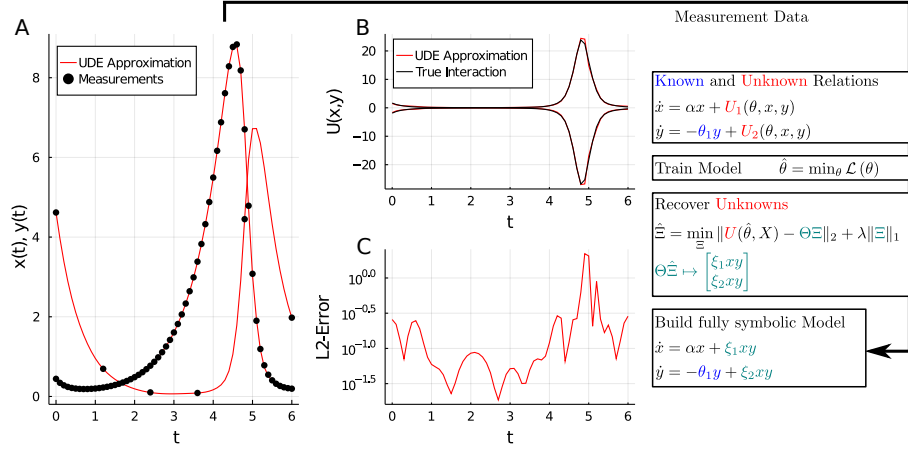 A
x(t), y(t)
8
6
4
2
0
UDE Approximation
Measurements
0 1 2 3 4 5 6
t
B
U(x,y)
20
10
0
−10
−20
UDE Approximation
True Interaction
0 1 2 3 4 5 6
t
C
L2-Error
10^0.0
10^−0.5
10^−1.0
10^−1.5
0 1 2 3 4 5 6
t
Measurement Data
Known and Unknown Relations
ẋ = αx + U₁(θ, x, y)
ẏ = −θ₁y + U₂(θ, x, y)
Train Model θ̂ = min_θ ℒ(θ)
Recover Unknowns
Ξ̂ = min_Ξ ‖U(θ̂, X) − ΘΞ‖₂ + λ‖Ξ‖₁
ΘΞ̂ ↦ [ξ₁xy
ξ₂xy]
Build fully symbolic Model
ẋ = αx + ξ₁xy
ẏ = −θ₁y + ξ₂xy